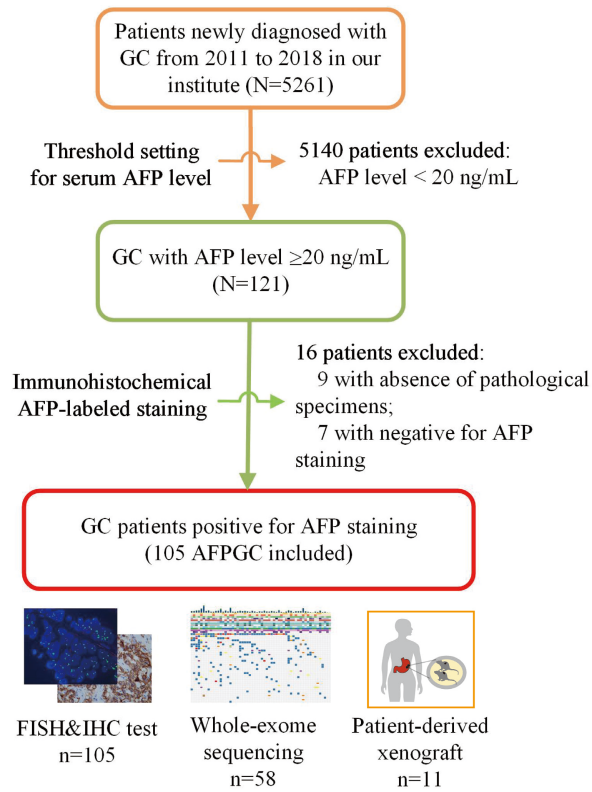 Patients newly diagnosed with
GC from 2011 to 2018 in our
institute (N=5261)
Threshold setting
for serum AFP level
5140 patients excluded:
AFP level < 20 ng/mL
GC with AFP level ≥20 ng/mL
(N=121)
Immunohistochemical
AFP-labeled staining
16 patients excluded:
9 with absence of pathological
specimens;
7 with negative for AFP
staining
GC patients positive for AFP staining
(105 AFPGC included)
FISH&IHC test
n=105
Whole-exome
sequencing
n=58
Patient-derived
xenograft
n=11